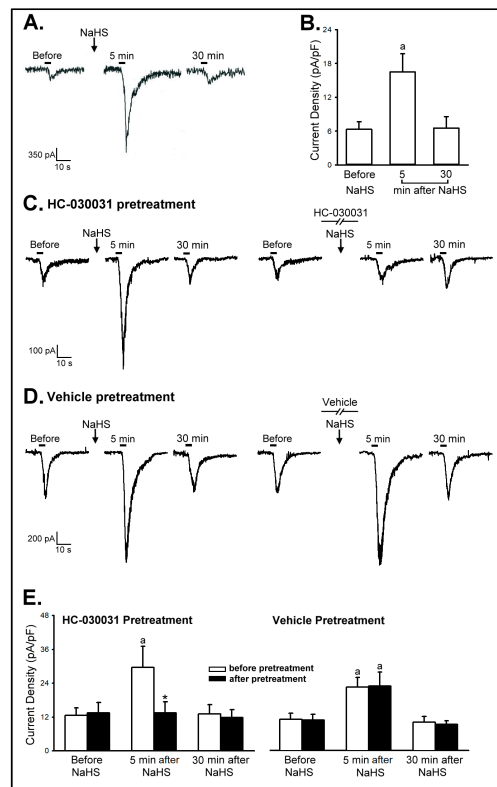 A.
NaHS
Before
5 min
30 min
350 pA
10 s
B.
Current Density (pA/pF)
24
18
12
6
0
a
Before
NaHS
5
30
min after NaHS
C. HC-030031 pretreatment
NaHS
Before
5 min
30 min
HC-030031
NaHS
Before
5 min
30 min
100 pA
10 s
D. Vehicle pretreatment
NaHS
Before
5 min
30 min
Vehicle
NaHS
Before
5 min
30 min
200 pA
10 s
E.
HC-030031 Pretreatment
Vehicle Pretreatment
Current Density (pA/pF)
48
36
24
12
0
a
*
before pretreatment
after pretreatment
a
a
Before
NaHS
5 min after
NaHS
30 min after
NaHS
Before
NaHS
5 min after
NaHS
30 min after
NaHS